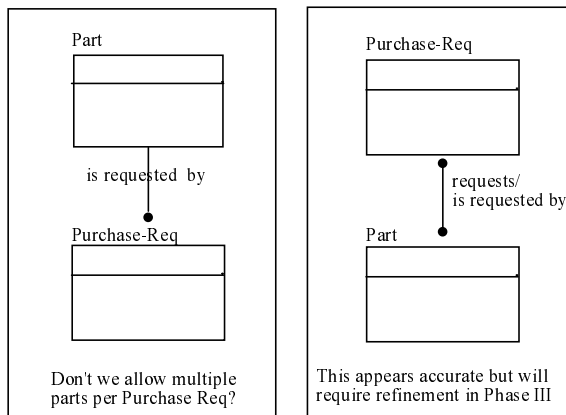 Part
is requested by
Purchase-Req
Don't we allow multiple
parts per Purchase Req?
Purchase-Req
requests/
is requested by
Part
This appears accurate but will
require refinement in Phase III